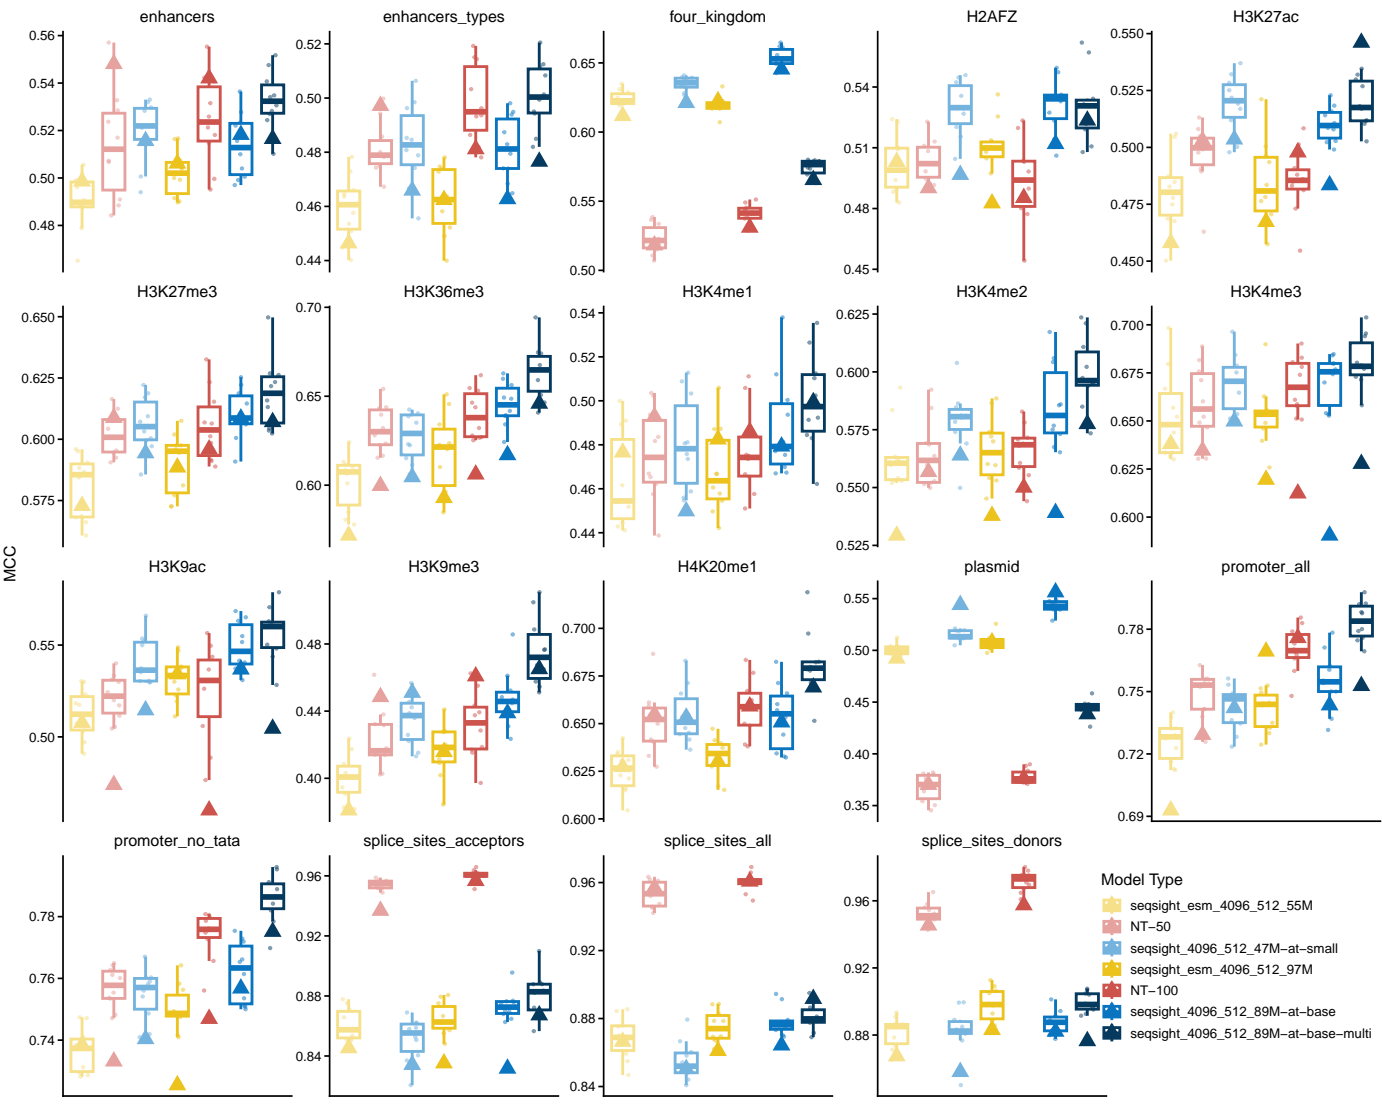 enhancers
enhancers_types
four_kingdom
H2AFZ
H3K27ac
0.56
0.54
0.52
0.50
0.48
0.52
0.50
0.48
0.46
0.44
0.65
0.60
0.55
0.50
0.54
0.51
0.48
0.45
0.550
0.525
0.500
0.475
0.450
H3K27me3
H3K36me3
H3K4me1
H3K4me2
H3K4me3
0.650
0.625
0.600
0.575
0.70
0.65
0.60
0.54
0.52
0.50
0.48
0.46
0.44
0.625
0.600
0.575
0.550
0.525
0.700
0.675
0.650
0.625
0.600
MCC
H3K9ac
H3K9me3
H4K20me1
plasmid
promoter_all
0.55
0.50
0.48
0.44
0.40
0.700
0.675
0.650
0.625
0.600
0.55
0.50
0.45
0.40
0.35
0.78
0.75
0.72
0.69
promoter_no_tata
splice_sites_acceptors
splice_sites_all
splice_sites_donors
0.78
0.76
0.74
0.96
0.92
0.88
0.84
0.96
0.92
0.88
0.84
0.96
0.92
0.88
Model Type
seqsight_esm_4096_512_55M
NT−50
seqsight_4096_512_47M−at−small
seqsight_esm_4096_512_97M
NT−100
seqsight_4096_512_89M−at−base
seqsight_4096_512_89M−at−base−multi